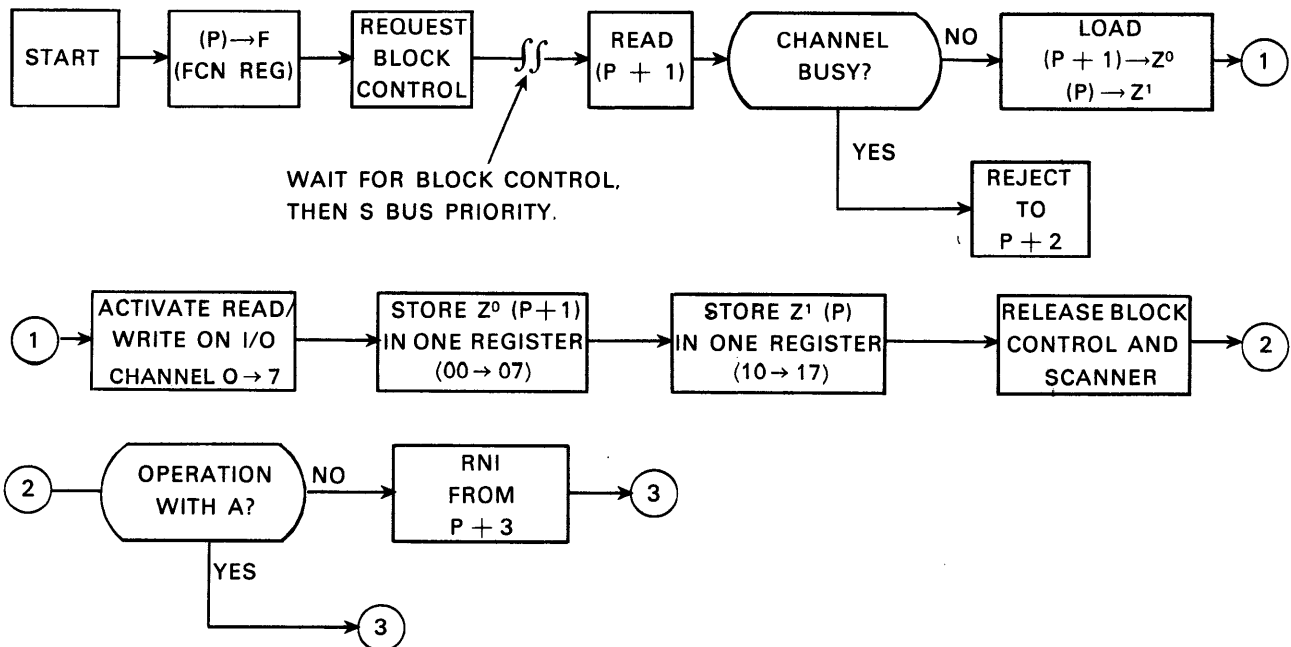 START
(P)→F
(FCN REG)
REQUEST
BLOCK
CONTROL
READ
(P + 1)
CHANNEL
BUSY?
NO
LOAD
(P + 1)→Z⁰
(P)→Z¹
1
WAIT FOR BLOCK CONTROL,
THEN S BUS PRIORITY.
YES
REJECT
TO
P + 2
1
ACTIVATE READ/
WRITE ON I/O
CHANNEL 0→7
STORE Z⁰ (P+1)
IN ONE REGISTER
(00→07)
STORE Z¹ (P)
IN ONE REGISTER
(10→17)
RELEASE BLOCK
CONTROL AND
SCANNER
2
2
OPERATION
WITH A?
NO
RNI
FROM
P + 3
3
YES
3